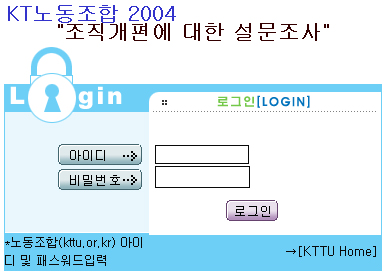 KT노동조합 2004
"조직개편에 대한 설문조사"
Login
로그인[LOGIN]
아이디
비밀번호
로그인
*노동조합(kttu.or.kr) 아이
디 및 패스워드입력
→[KTTU Home]